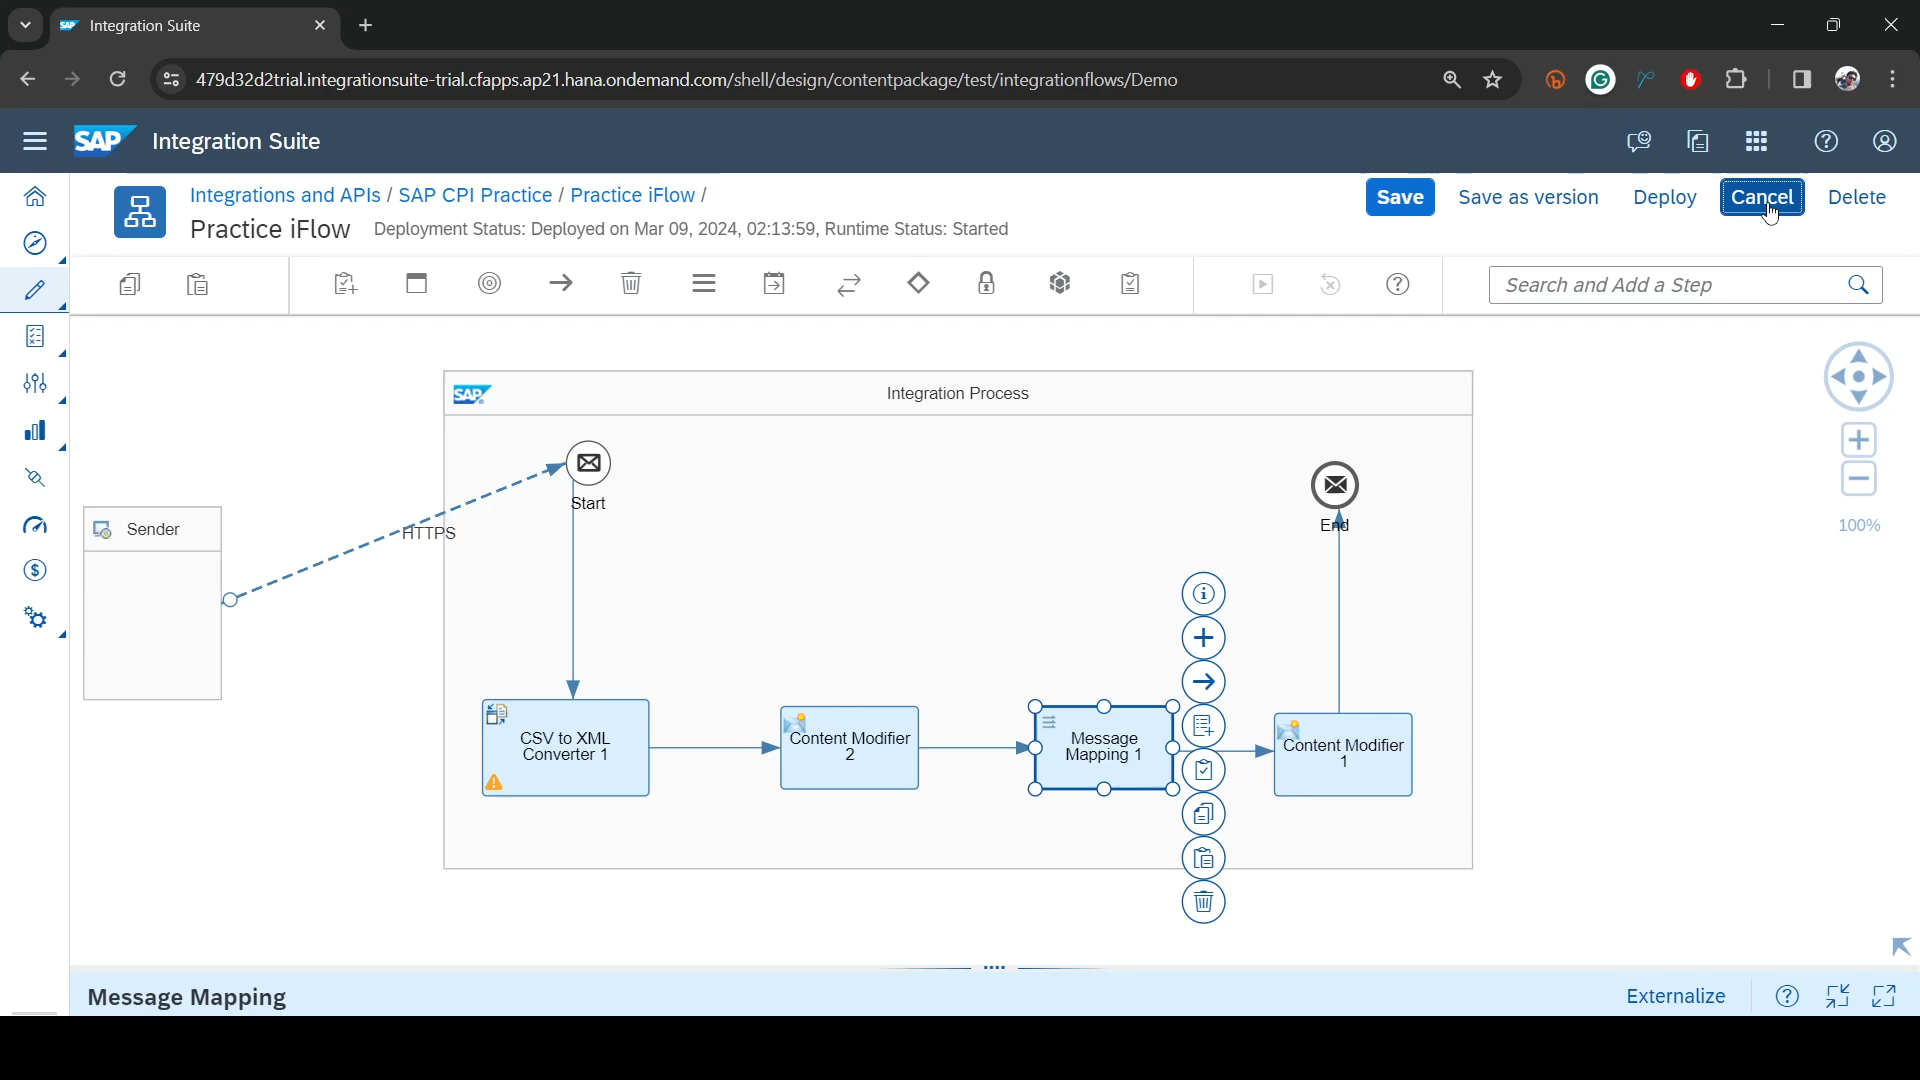 SAP Integration Suite
479d32d2trial.integrationsuite-trial.cfapps.ap21.hana.ondemand.com/shell/design/contentpackage/test/integrationflows/Demo
SAP Integration Suite
Integrations and APIs / SAP CPI Practice / Practice iFlow /
Save Save as version Deploy Cancel Delete
Practice iFlow Deployment Status: Deployed on Mar 09, 2024, 02:13:59, Runtime Status: Started
Search and Add a Step
SAP Integration Process
Start
End
Sender
HTTPS
100%
CSV to XML
Converter 1
Content Modifier
2
Message
Mapping 1
Content Modifier
1
Message Mapping
Externalize